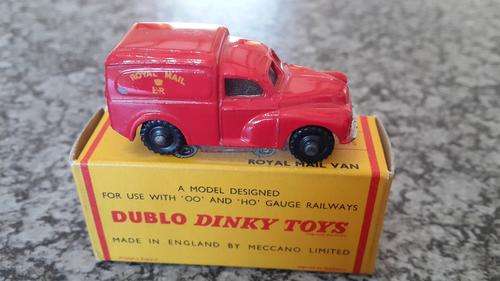 ROYAL MAIL
E R
ROYAL MAIL VAN
A MODEL DESIGNED
FOR USE WITH 'OO' AND 'HO' GAUGE RAILWAYS
DUBLO DINKY TOYS
MADE IN ENGLAND BY MECCANO LIMITED